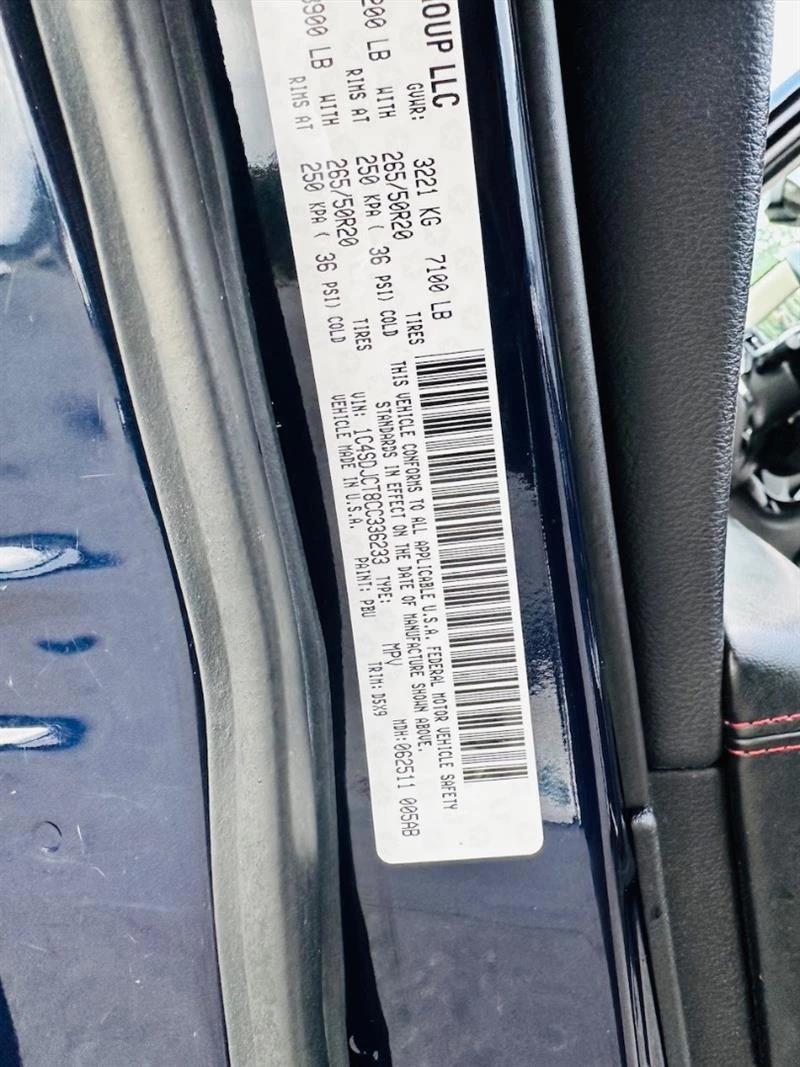 ROUP LLC
GVWR: 3221 KG 7100 LB
200 LB WITH 265/50R20 TIRES
RIMS AT 250 KPA ( 36 PSI) COLD
900 LB WITH 265/50R20 TIRES
RIMS AT 250 KPA ( 36 PSI) COLD
THIS VEHICLE CONFORMS TO ALL APPLICABLE U.S.A. FEDERAL MOTOR VEHICLE SAFETY
STANDARDS IN EFFECT ON THE DATE OF MANUFACTURE SHOWN ABOVE.
MDH: 062511 005AB
VIN: 1C4SDJCT8CC336233 TYPE: MPV
VEHICLE MADE IN U.S.A. PAINT: PBU TRIM: D5X9